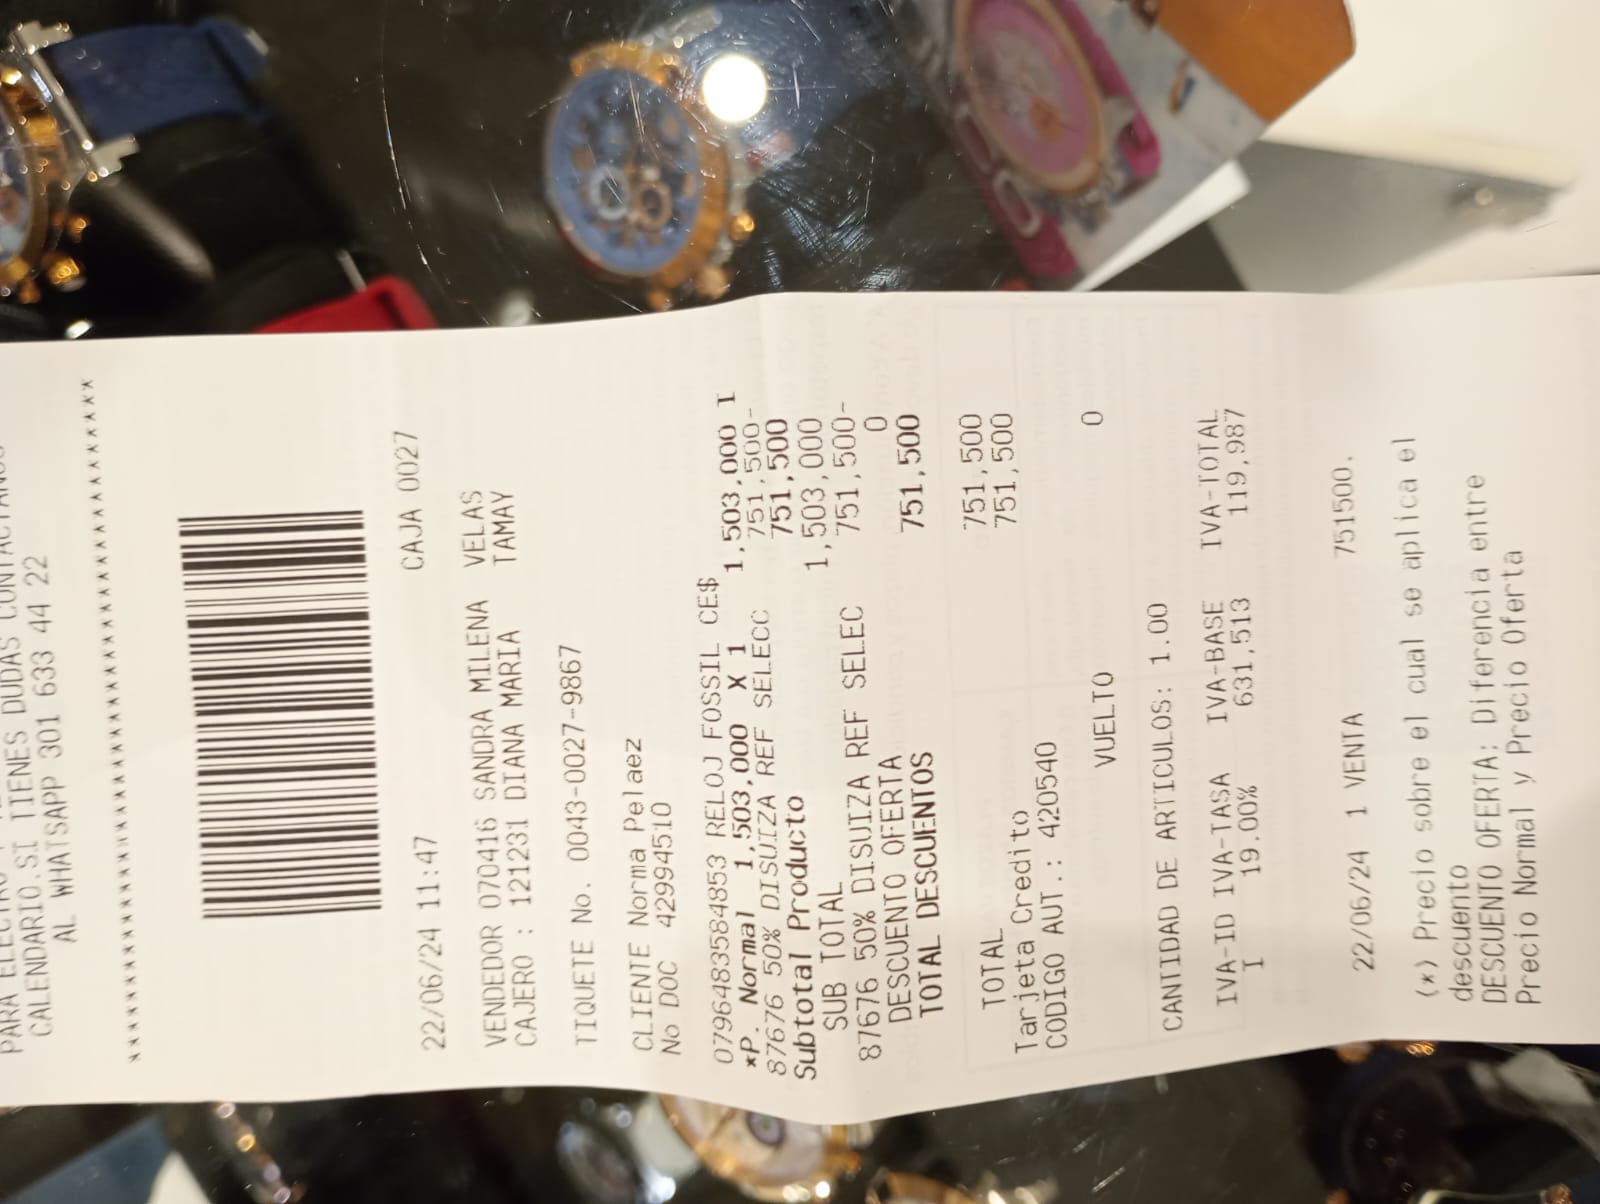 CALENDARIO.SI TIENES DUDAS
AL WHATSAPP 301 633 44 22
22/06/24 11:47 CAJA 0027
VENDEDOR 070416 SANDRA MILENA VELAS
CAJERO : 121231 DIANA MARIA TAMAY
TIQUETE No. 0043-0027-9867
CLIENTE Norma Pelaez
No DOC 42994510
0796483584853 RELOJ FOSSIL CE$
*P. Normal 1,503,000 X 1 1,503,000 I
87676 50% DISUIZA REF SELECC 751,500-
Subtotal Producto 751,500
SUB TOTAL 1,503,000
87676 50% DISUIZA REF SELEC 751,500-
DESCUENTO OFERTA 0
TOTAL DESCUENTOS 751,500
TOTAL 751,500
Tarjeta Credito 751,500
CODIGO AUT.: 420540
VUELTO 0
CANTIDAD DE ARTICULOS: 1.00
IVA-ID IVA-TASA IVA-BASE IVA-TOTAL
I 19.00% 631,513 119,987
22/06/24 1 VENTA 751500.
(*) Precio sobre el cual se aplica el
descuento
DESCUENTO OFERTA: Diferencia entre
Precio Normal y Precio Oferta